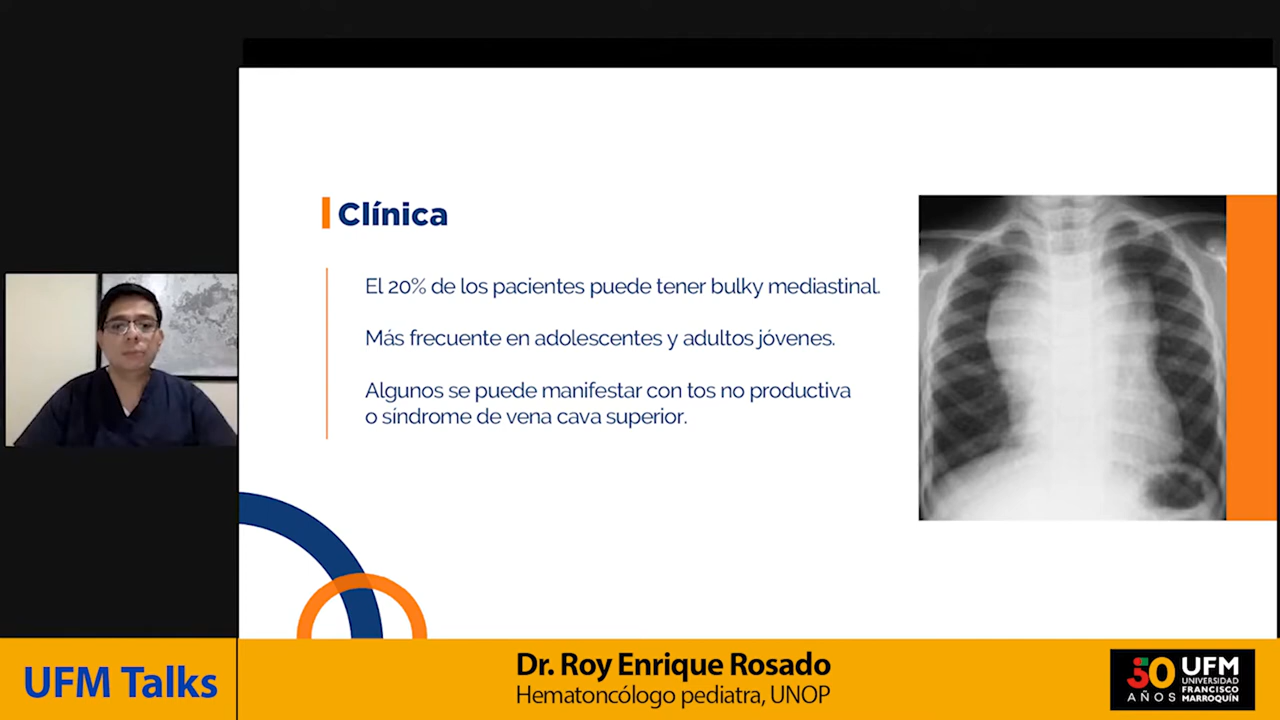 Clínica
El 20% de los pacientes puede tener bulky mediastinal.
Más frecuente en adolescentes y adultos jóvenes.
Algunos se puede manifestar con tos no productiva
o síndrome de vena cava superior.
UFM Talks
Dr. Roy Enrique Rosado
Hematoncólogo pediatra, UNOP
50
AÑOS
UFM
UNIVERSIDAD
FRANCISCO
MARROQUÍN